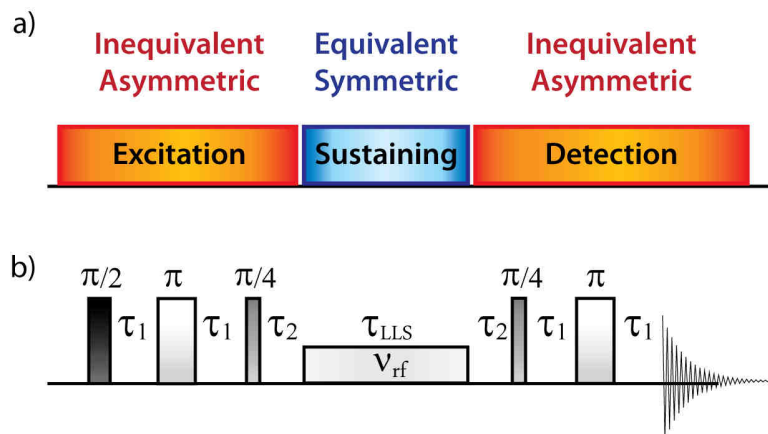 a)
Inequivalent Asymmetric
Equivalent Symmetric
Inequivalent Asymmetric
Excitation
Sustaining
Detection
b)
π/2
π
π/4
π/4
π
τ1
τ1
τ2
τLLS
τ2
τ1
τ1
νrf